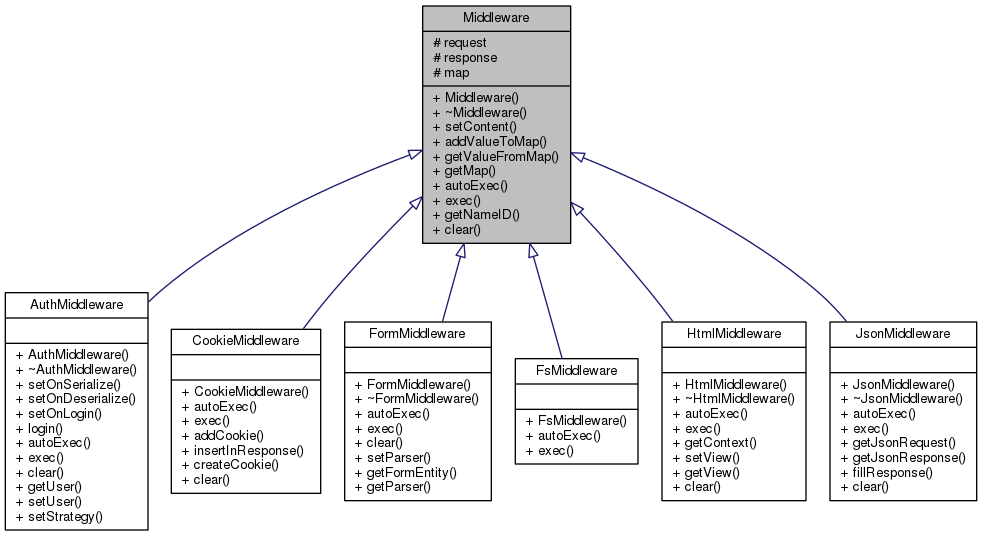 Middleware
# request
# response
# map
+ Middleware()
+ ~Middleware()
+ setContent()
+ addValueToMap()
+ getValueFromMap()
+ getMap()
+ autoExec()
+ exec()
+ getNameID()
+ clear()
AuthMiddleware
+ AuthMiddleware()
+ ~AuthMiddleware()
+ setOnSerialize()
+ setOnDeserialize()
+ setOnLogin()
+ login()
+ autoExec()
+ exec()
+ clear()
+ getUser()
+ setUser()
+ setStrategy()
CookieMiddleware
+ CookieMiddleware()
+ autoExec()
+ exec()
+ addCookie()
+ insertInResponse()
+ createCookie()
+ clear()
FormMiddleware
+ FormMiddleware()
+ ~FormMiddleware()
+ autoExec()
+ exec()
+ clear()
+ setParser()
+ getFormEntity()
+ getParser()
FsMiddleware
+ FsMiddleware()
+ autoExec()
+ exec()
HtmlMiddleware
+ HtmlMiddleware()
+ ~HtmlMiddleware()
+ autoExec()
+ exec()
+ getContext()
+ setView()
+ getView()
+ clear()
JsonMiddleware
+ JsonMiddleware()
+ ~JsonMiddleware()
+ autoExec()
+ exec()
+ getJsonRequest()
+ getJsonResponse()
+ fillResponse()
+ clear()